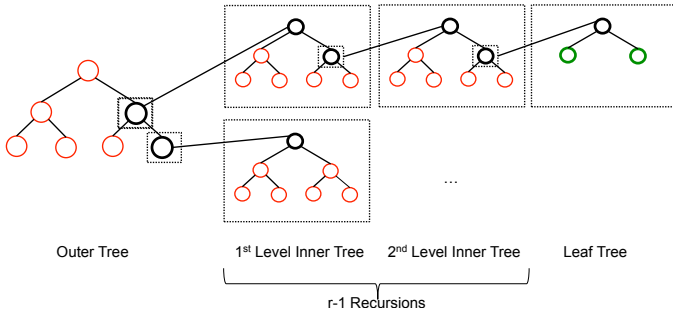 ...
Outer Tree
1st Level Inner Tree
2nd Level Inner Tree
Leaf Tree
r-1 Recursions